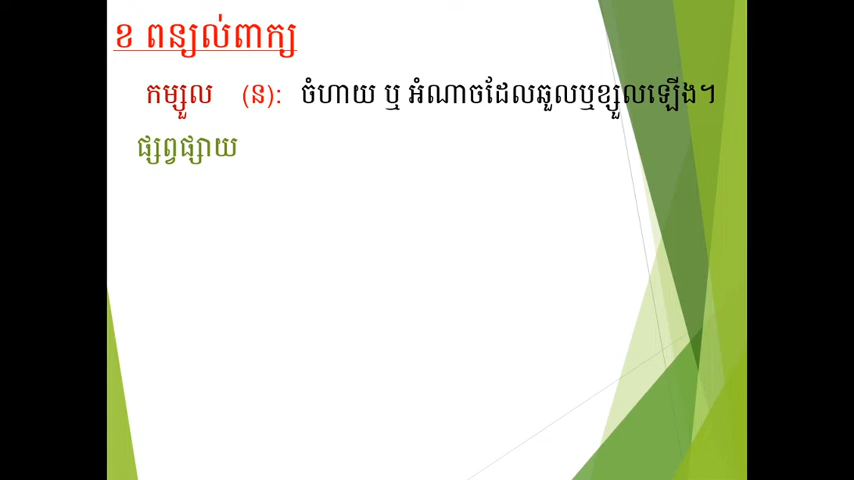 ខ ពន្យល់ពាក្យ
កម្សួល (ន): ចំហាយ ឬ អំណាចដែលឆួលឬខ្សួលឡើង។
ផ្សព្វផ្សាយ